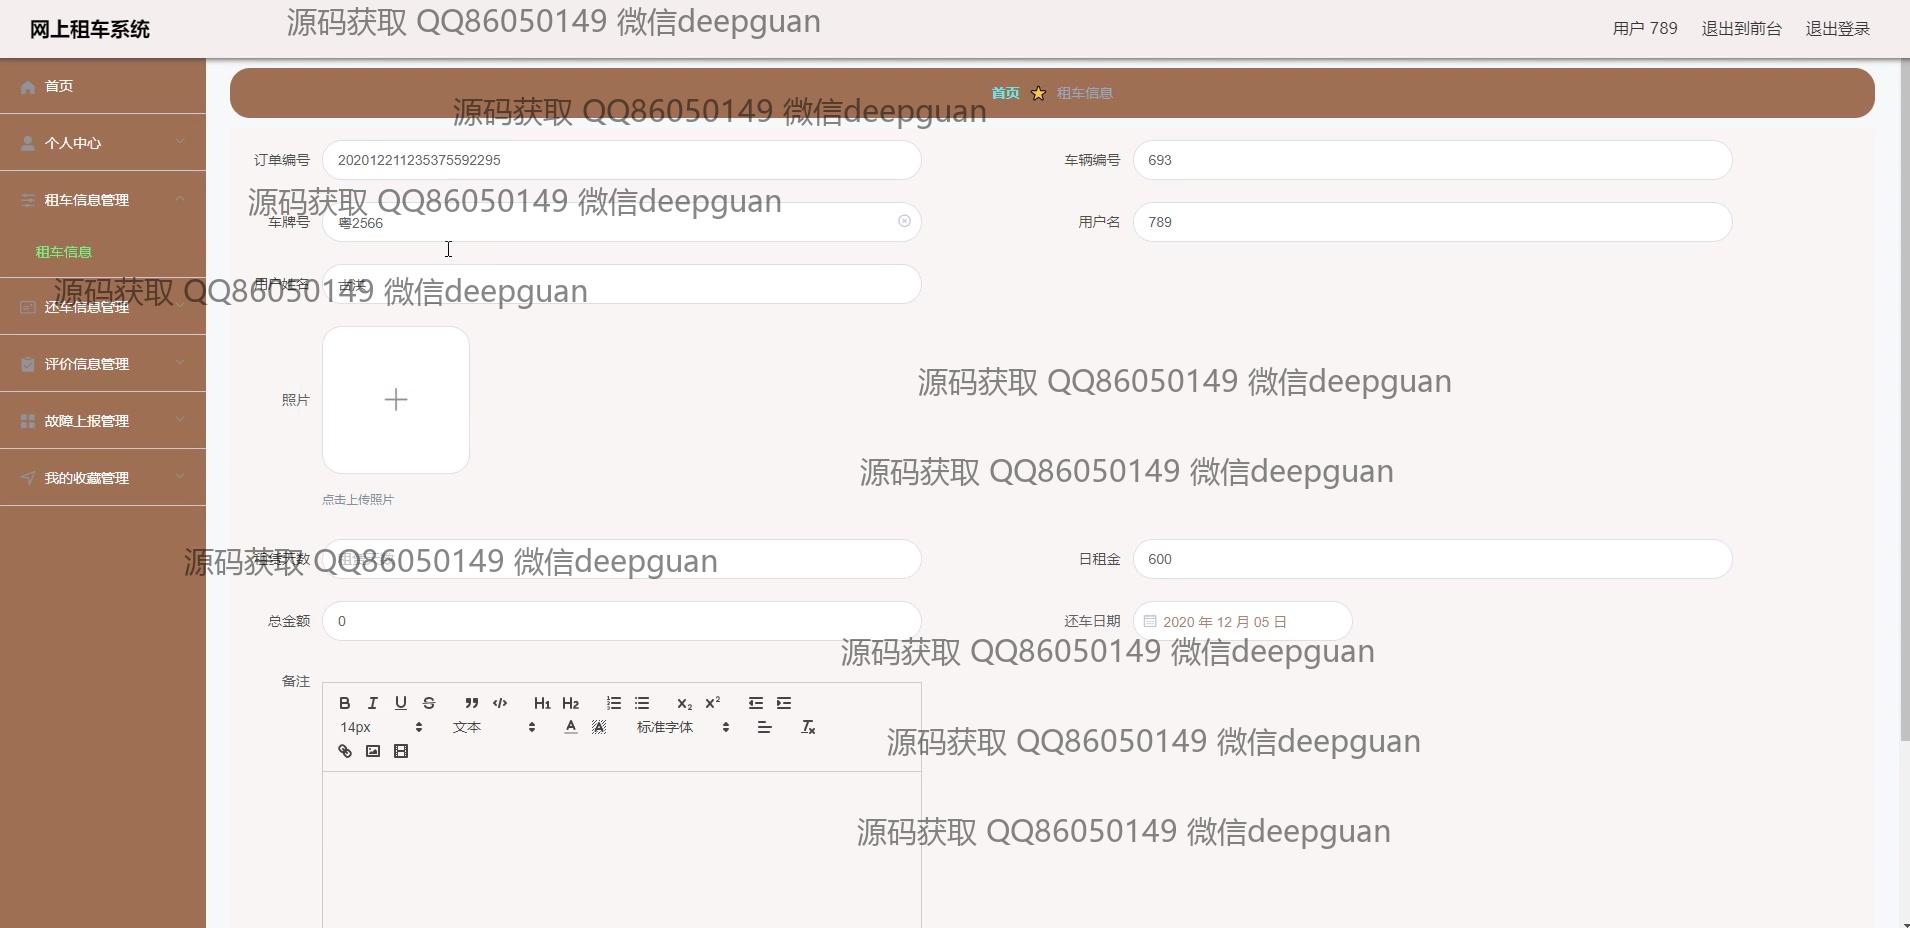 网上租车系统
源码获取 QQ86050149 微信deepguan
用户 789
退出到前台
退出登录
首页
首页
租车信息
源码获取 QQ86050149 微信deepguan
个人中心
订单编号
202012211235375592295
车辆编号
693
租车信息管理
源码获取 QQ86050149 微信deepguan
车牌号
粤2566
用户名
789
租车信息
用户姓名
源码获取 QQ86050149 微信deepguan
还车信息管理
评价信息管理
源码获取 QQ86050149 微信deepguan
照片
故障上报管理
我的收藏管理
源码获取 QQ86050149 微信deepguan
点击上传照片
租赁天数
租赁天数
源码获取 QQ86050149 微信deepguan
日租金
600
总金额
0
还车日期
2020 年 12 月 05 日
源码获取 QQ86050149 微信deepguan
备注
B I U S H1 H2 X2 X2
14px
文本
标准字体
源码获取 QQ86050149 微信deepguan
源码获取 QQ86050149 微信deepguan